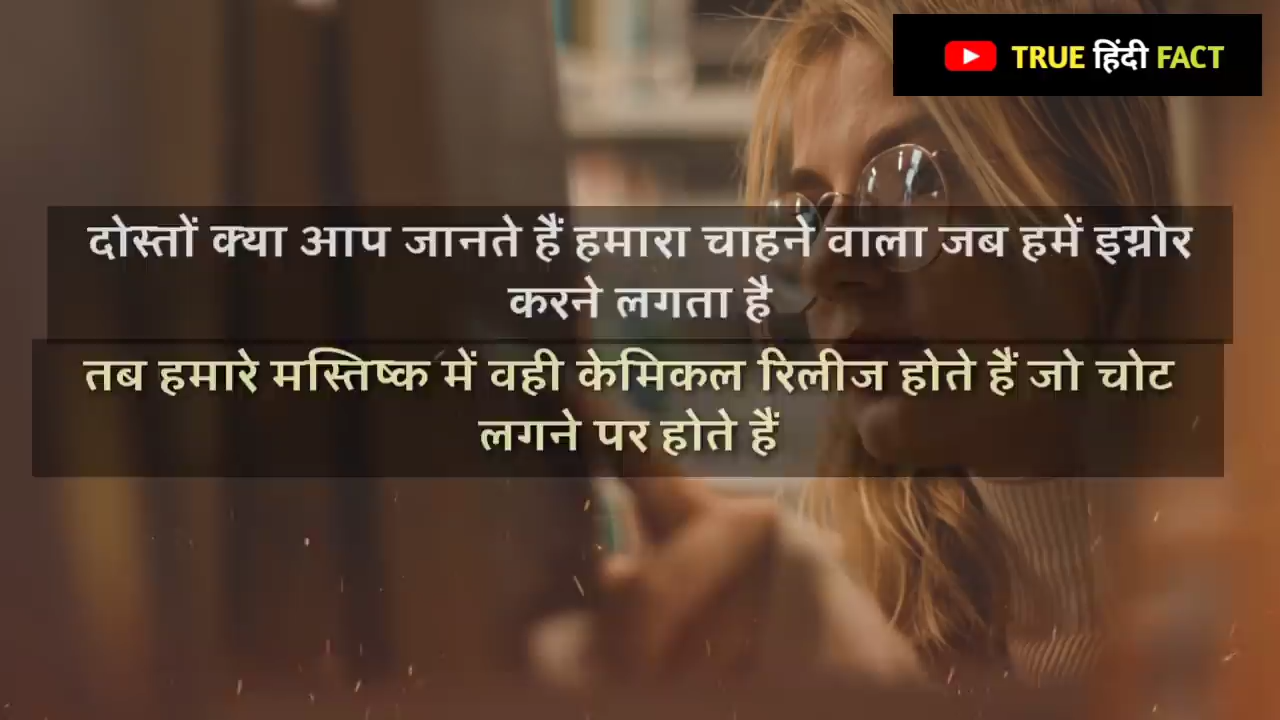 TRUE हिंदी FACT
दोस्तों क्या आप जानते हैं हमारा चाहने वाला जब हमें इग्नोर
करने लगता है
तब हमारे मस्तिष्क में वही केमिकल रिलीज होते हैं जो चोट
लगने पर होते हैं